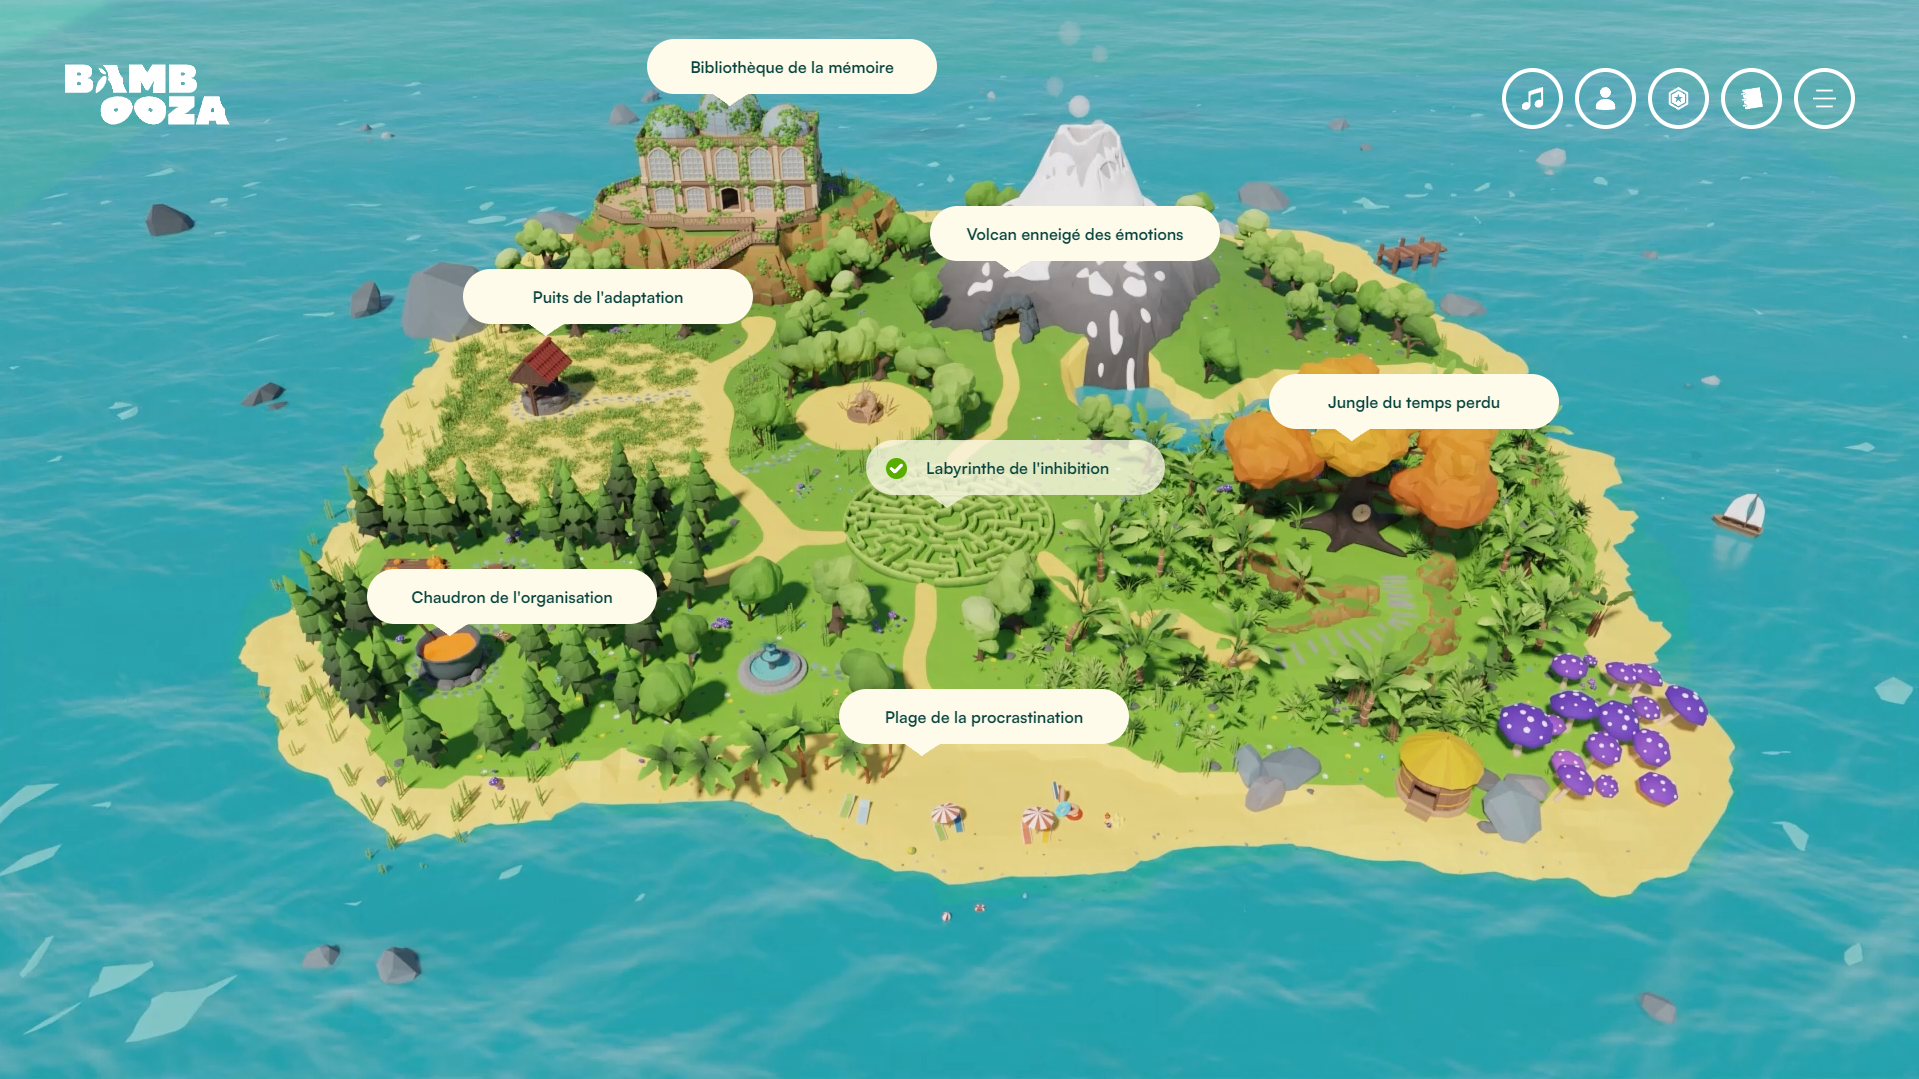 BAMB
OOZA
Bibliothèque de la mémoire
Volcan enneigé des émotions
Puits de l'adaptation
Jungle du temps perdu
Labyrinthe de l'inhibition
Chaudron de l'organisation
Plage de la procrastination